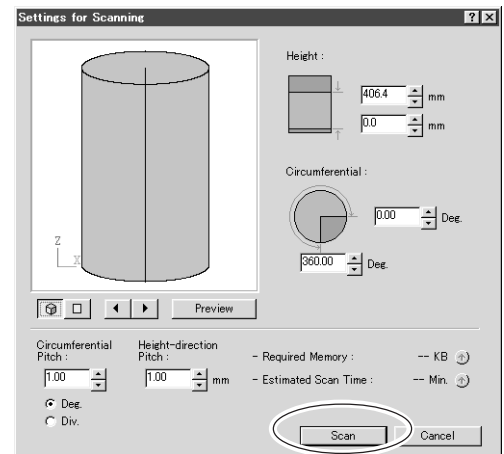 Settings for Scanning
Height :
406.4 mm
0.0 mm
Circumferential :
0.00 Deg.
360.00 Deg.
Z
X
Preview
Circumferential Pitch :
Height-direction Pitch :
1.00
1.00 mm
Deg.
Div.
- Required Memory : -- KB
- Estimated Scan Time : -- Min.
Scan
Cancel